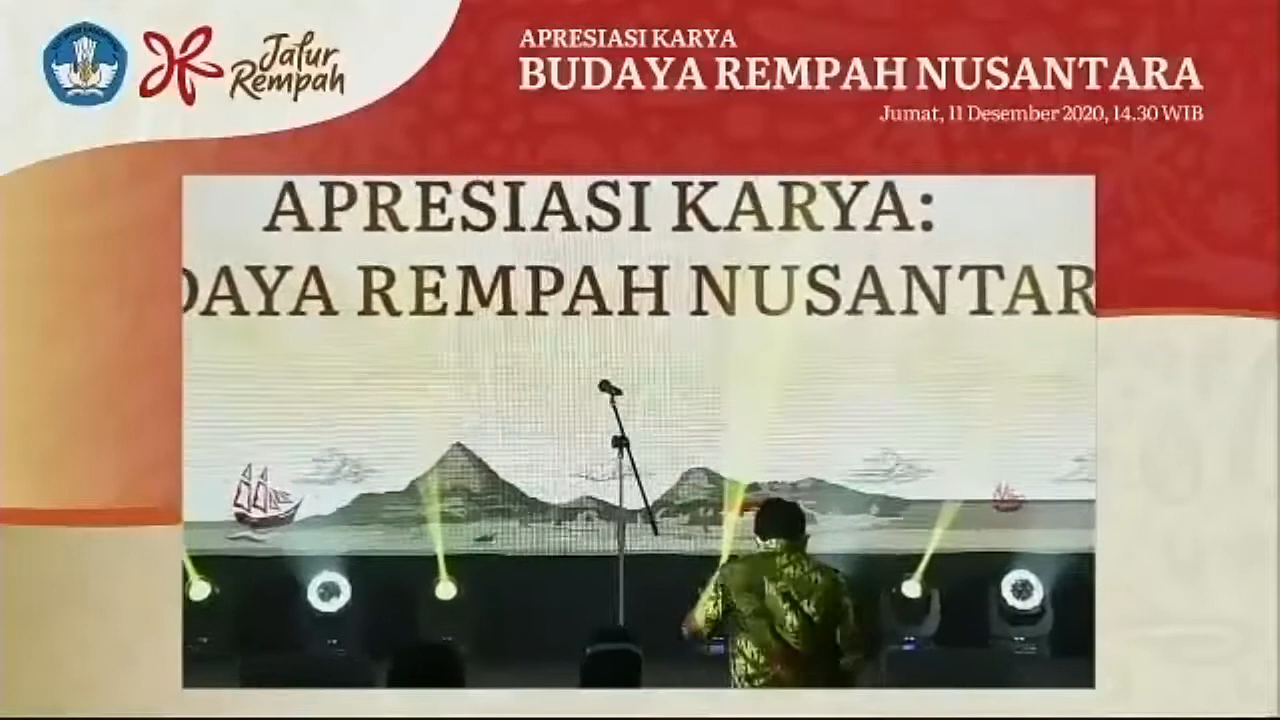 Jalur
Rempah
APRESIASI KARYA
BUDAYA REMPAH NUSANTARA
Jumat, 11 Desember 2020, 14.30 WIB
APRESIASI KARYA:
DAYA REMPAH NUSANTAR